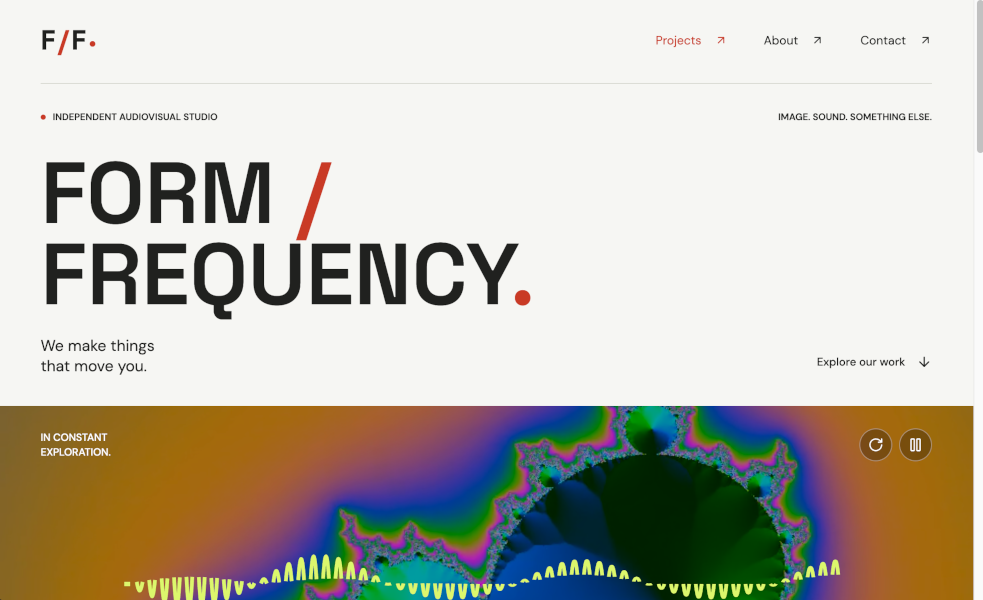 F/F.
Projects ↗ About ↗ Contact ↗
INDEPENDENT AUDIOVISUAL STUDIO
IMAGE. SOUND. SOMETHING ELSE.
FORM /
FREQUENCY.
We make things
that move you.
Explore our work ↓
IN CONSTANT
EXPLORATION.